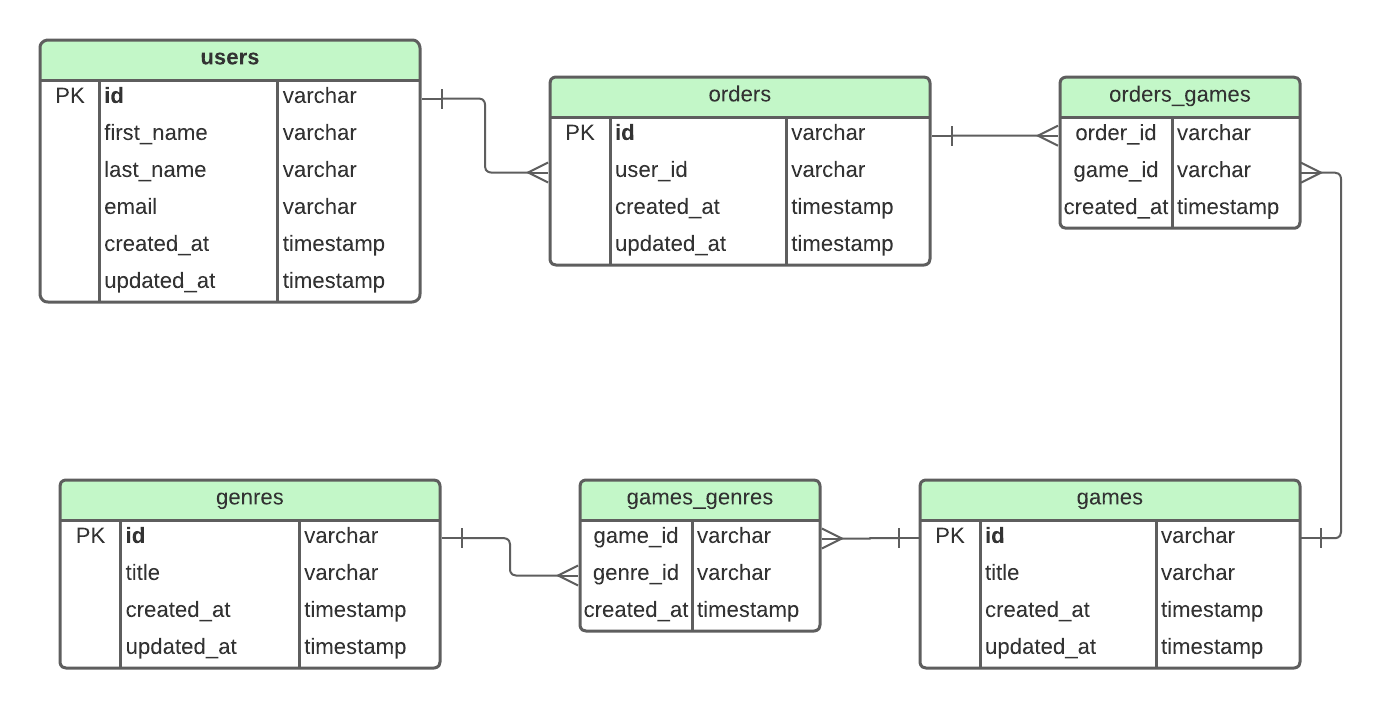 users
PK id varchar
first_name varchar
last_name varchar
email varchar
created_at timestamp
updated_at timestamp
orders
PK id varchar
user_id varchar
created_at timestamp
updated_at timestamp
orders_games
order_id varchar
game_id varchar
created_at timestamp
genres
PK id varchar
title varchar
created_at timestamp
updated_at timestamp
games_genres
game_id varchar
genre_id varchar
created_at timestamp
games
PK id varchar
title varchar
created_at timestamp
updated_at timestamp